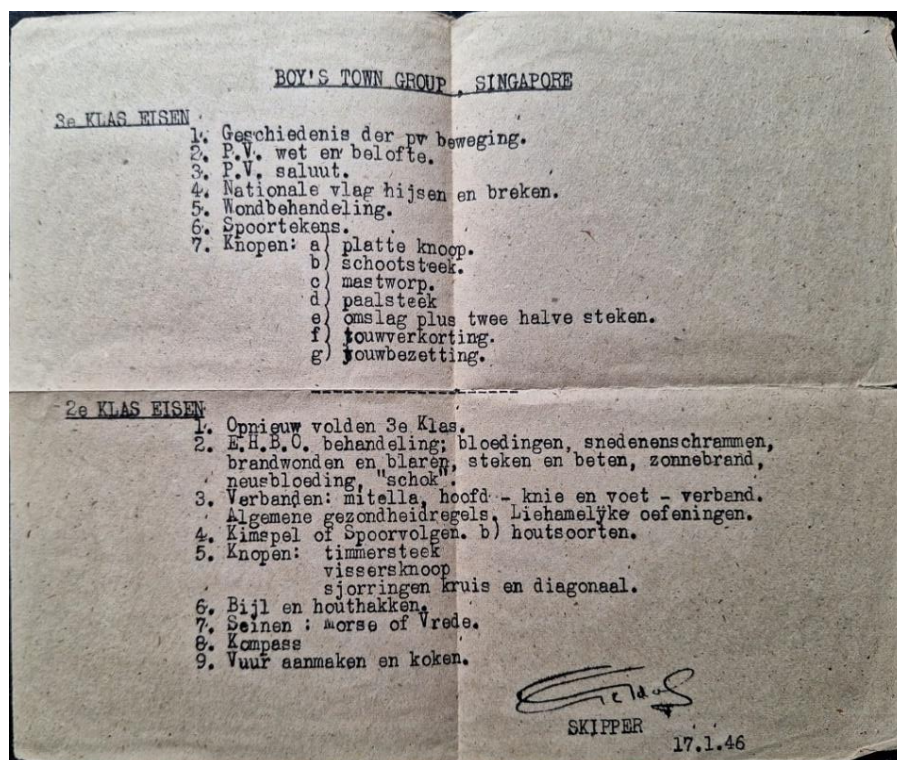 BOY'S TOWN GROUP , SINGAPORE
3e KLAS EISEN
1. Geschiedenis der pv beweging.
2. P.V. wet en belofte.
3. P.V. saluut.
4. Nationale vlag hijsen en breken.
5. Wondbehandeling.
6. Spoortekens.
7. Knopen: a) platte knoop.
b) schootsteek.
c) mastworp.
d) paalsteek
e) omslag plus twee halve steken.
f) touwverkorting.
g) touwbezetting.
2e KLAS EISEN
1. Opnieuw volden 3e Klas.
2. E.H.B.O. behandeling; bloedingen, snedenenschrammen,
brandwonden en blaren, steken en beten, zonnebrand,
neusbloeding, "schok".
3. Verbanden: mitella, hoofd - knie en voet - verband.
Algemene gezondheidregels. Liehamelÿke oefeningen.
4. Kimspel of Spoorvolgen. b) houtsoorten.
5. Knopen: timmersteek
vissersknoop
sjorringen kruis en diagonaal.
6. Bijl en houthakken.
7. Seinen : morse of Vrede.
8. Kompass
9. Vuur aanmaken en koken.
SKIPPER
17.1.46